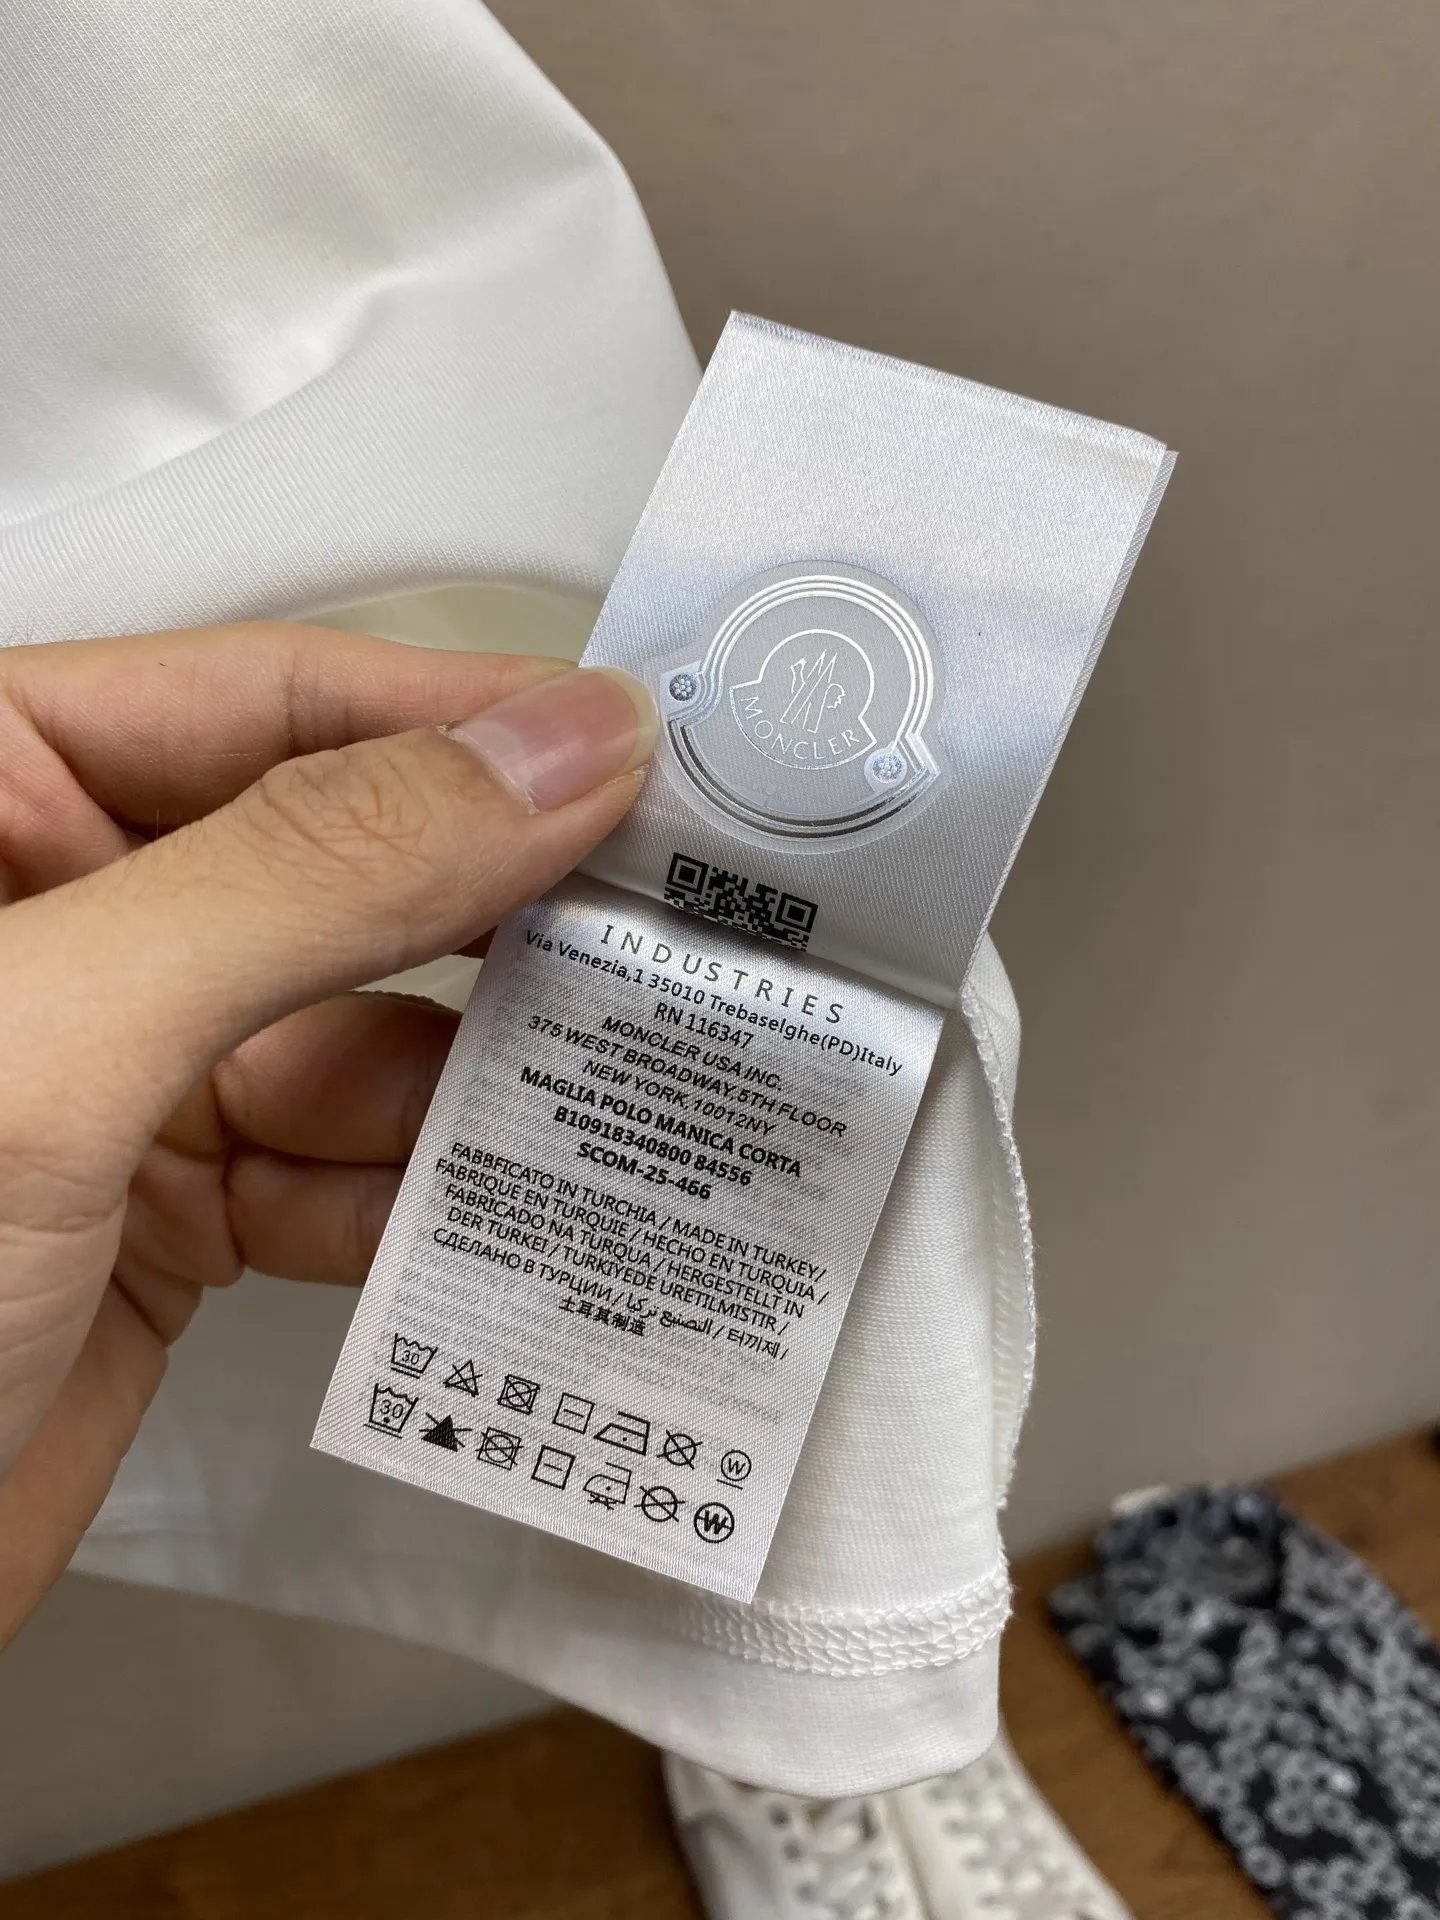 MONCLER
INDUSTRIES
Via Venezia,1 35010 Trebaselghe(PD)Italy
RN 116347
MONCLER USA INC.
375 WEST BROADWAY, 5TH FLOOR
NEW YORK, 10012NY
MAGLIA POLO MANICA CORTA
B10918340800 84556
SCOM-25-466
FABBFICATO IN TURCHIA / MADE IN TURKEY/
FABRIQUE EN TURQUIE / HECHO EN TURQUIA /
FABRICADO NA TURQUA / HERGESTELLT IN
DER TURKEI / TURKIYEDE URETILMISTIR /
СДЕЛАНО В ТУРЦИИ / التصنيع تركيا / 터키제/
土耳其制造
30
W
30
W